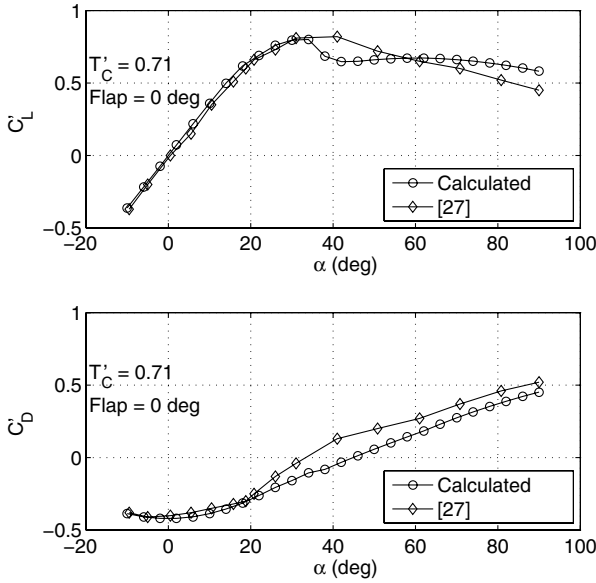 1
0.5
0
−0.5
C'L
T'C = 0.71
Flap = 0 deg
Calculated
[27]
−20 0 20 40 60 80 100
α (deg)
1
0.5
0
−0.5
C'D
T'C = 0.71
Flap = 0 deg
Calculated
[27]
−20 0 20 40 60 80 100
α (deg)